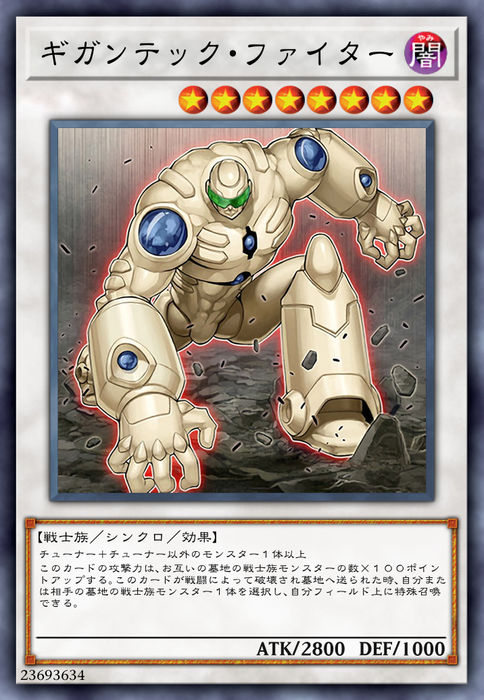 ギガンテック・ファイター
闇
やみ
【戦士族／シンクロ／効果】
チューナー＋チューナー以外のモンスター１体以上
このカードの攻撃力は、お互いの墓地の戦士族モンスターの数×１００ポイン
トアップする。このカードが戦闘によって破壊され墓地へ送られた時、自分また
は相手の墓地の戦士族モンスター１体を選択し、自分フィールド上に特殊召喚
できる。
ATK/2800 DEF/1000
23693634